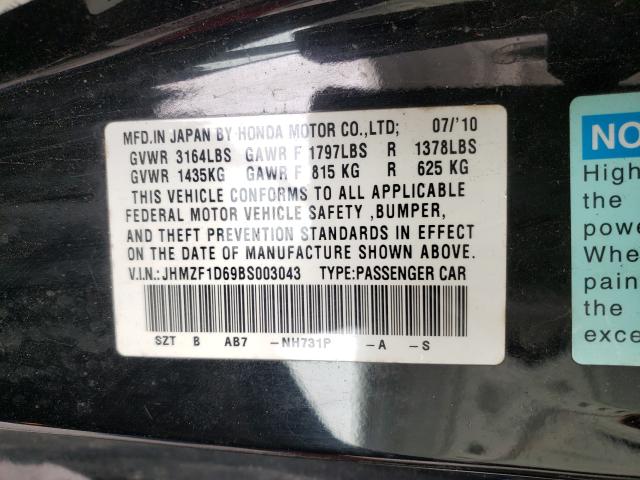 MFD.IN JAPAN BY HONDA MOTOR CO.,LTD; 07/'10
GVWR 3164LBS GAWR F 1797LBS R 1378LBS
GVWR 1435KG GAWR F 815 KG R 625 KG
THIS VEHICLE CONFORMS TO ALL APPLICABLE
FEDERAL MOTOR VEHICLE SAFETY ,BUMPER,
AND THEFT PREVENTION STANDARDS IN EFFECT
ON THE DATE OF MANUFACTURE SHOWN ABOVE.
V.I.N.: JHMZF1D69BS003043 TYPE:PASSENGER CAR
SZT B AB7 -NH731P -A -S
NO
High
the
powe
Whe
pain
the
exce